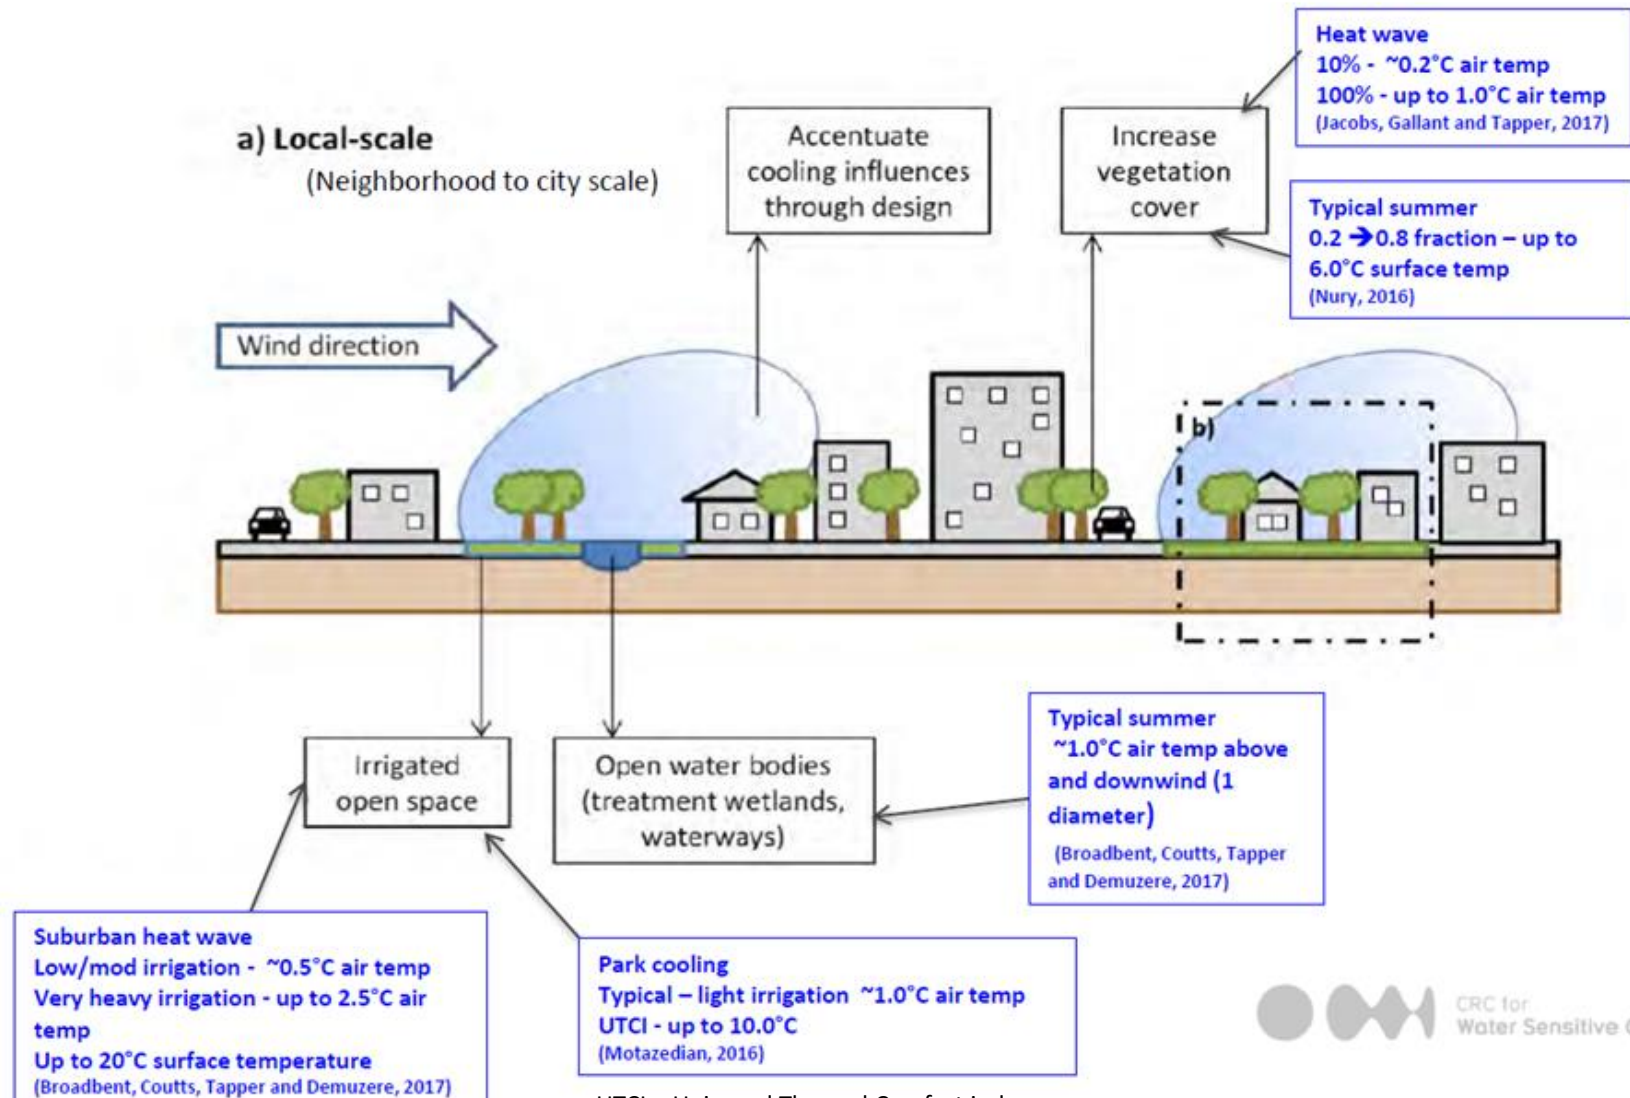 Heat wave
10% - ~0.2°C air temp
100% - up to 1.0°C air temp
(Jacobs, Gallant and Tapper, 2017)
a) Local-scale
(Neighborhood to city scale)
Accentuate
cooling influences
through design
Increase
vegetation
cover
Typical summer
0.2 ➔0.8 fraction – up to
6.0°C surface temp
(Nury, 2016)
Wind direction
b)
Irrigated
open space
Open water bodies
(treatment wetlands,
waterways)
Typical summer
~1.0°C air temp above
and downwind (1
diameter)
(Broadbent, Coutts, Tapper
and Demuzere, 2017)
Suburban heat wave
Low/mod irrigation - ~0.5°C air temp
Very heavy irrigation - up to 2.5°C air
temp
Up to 20°C surface temperature
(Broadbent, Coutts, Tapper and Demuzere, 2017)
Park cooling
Typical – light irrigation ~1.0°C air temp
UTCI - up to 10.0°C
(Motazedian, 2016)
CRC for
Water Sensitive